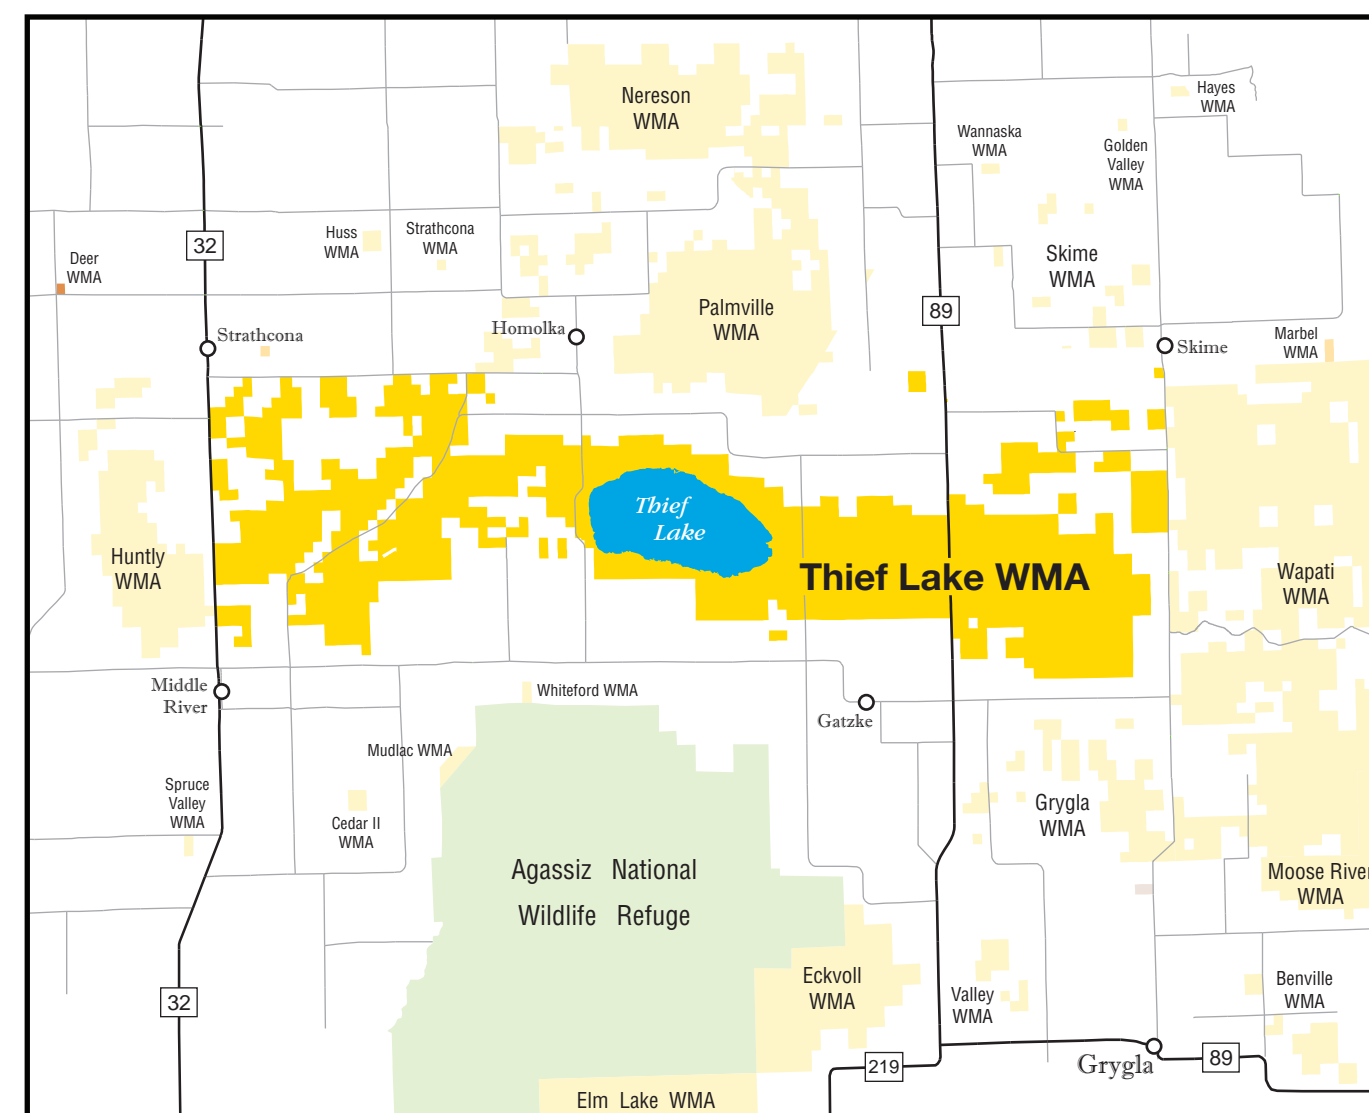 Nereson
WMA
Hayes
WMA
Wannaska
WMA
Golden
Valley
WMA
Huss
WMA
Strathcona
WMA
32
Deer
WMA
Skime
WMA
Palmville
WMA
89
Strathcona
Homolka
Skime
Marbel
WMA
Thief
Lake
Huntly
WMA
Thief Lake WMA
Wapati
WMA
Middle
River
Whiteford WMA
Gatzke
Mudlac WMA
Spruce
Valley
WMA
Cedar II
WMA
Grygla
WMA
Agassiz National
Wildlife Refuge
Moose River
WMA
Eckvoll
WMA
Valley
WMA
Benville
WMA
32
219
Grygla
89
Elm Lake WMA